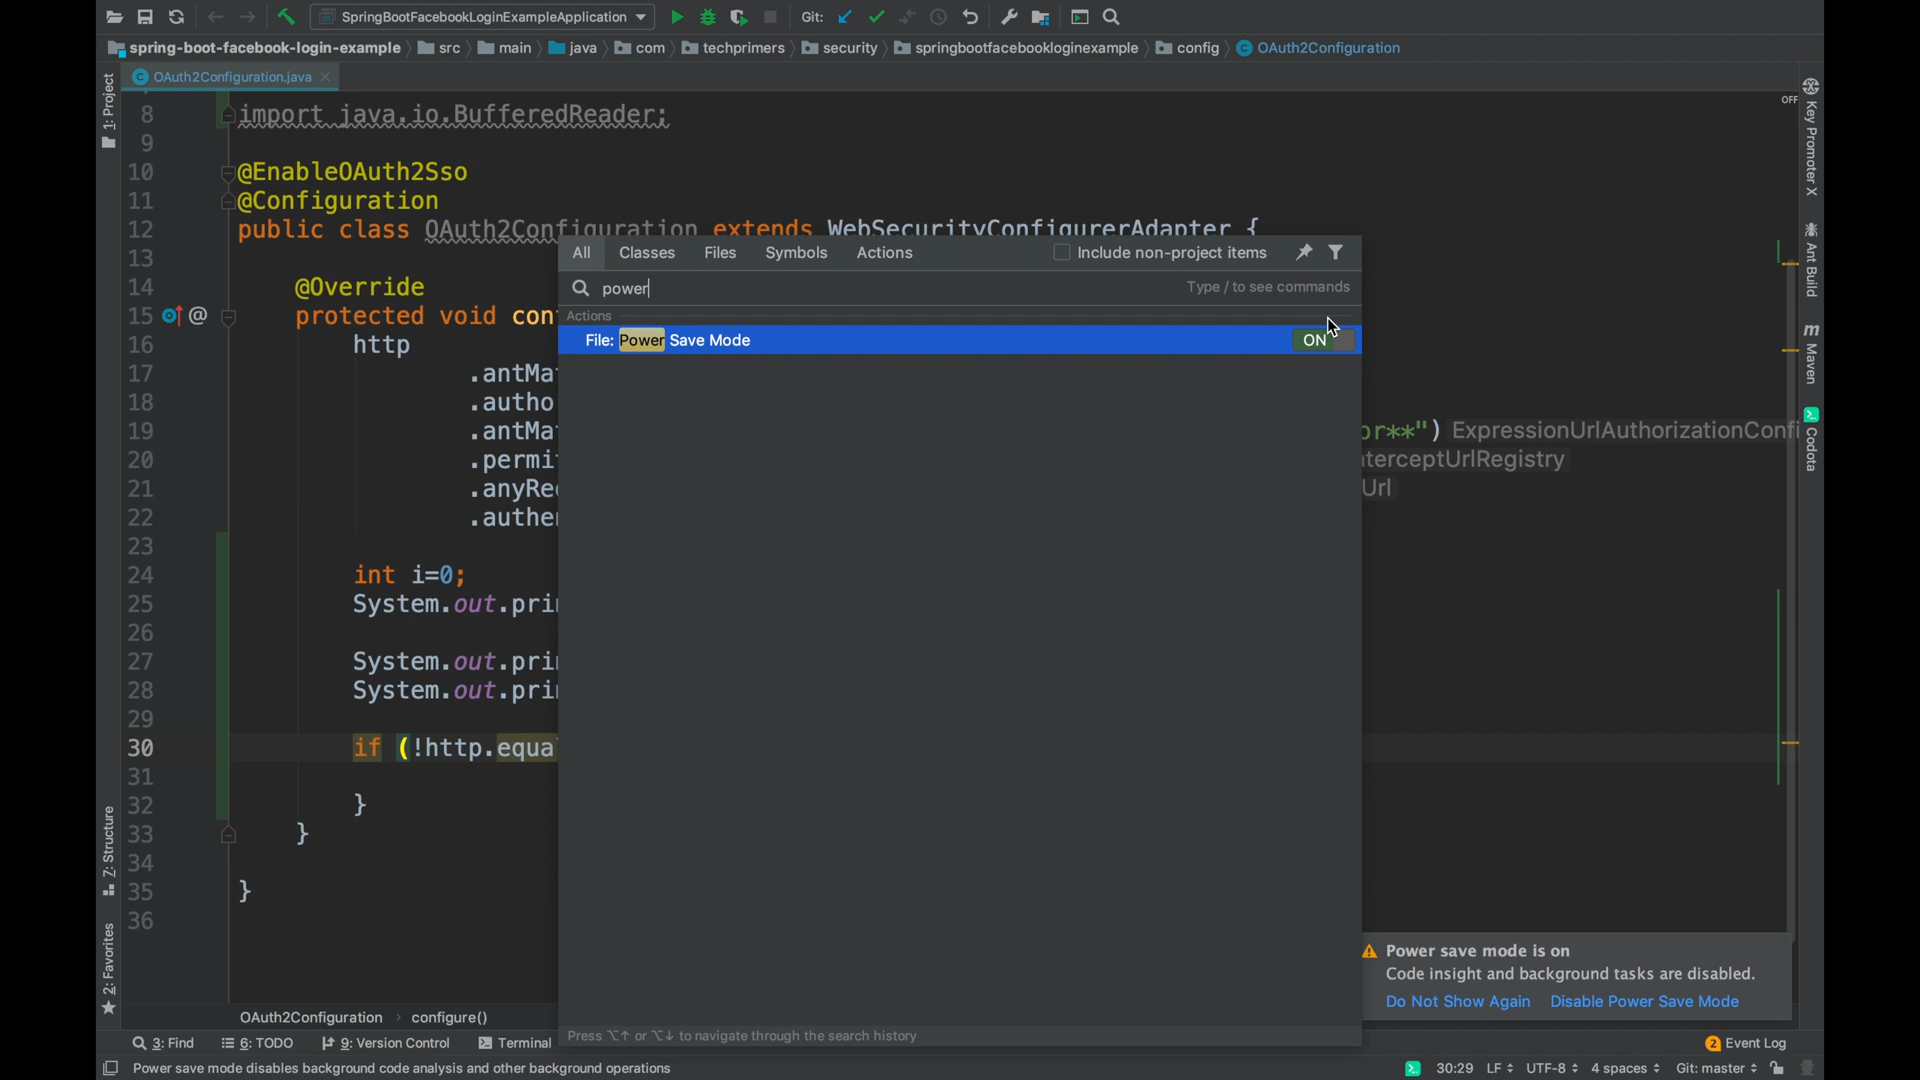 SpringBootFacebookLoginExampleApplication Git:
spring-boot-facebook-login-example src main java com techprimers security springbootfacebookloginexample config OAuth2Configuration
OAuth2Configuration.java
OFF
8 import java.io.BufferedReader;
9
10 @EnableOAuth2Sso
11 @Configuration
12 public class OAuth2Configuration extends WebSecurityConfigurerAdapter {
13
14 @Override
15 @ protected void con
16 http
17 .antMa
18 .autho
19 .antMa or**") ExpressionUrlAuthorizationConfi
20 .permi terceptUrlRegistry
21 .anyRe Url
22 .authen
23
24 int i=0;
25 System.out.prin
26
27 System.out.prin
28 System.out.prin
29
30 if (!http.equa
31
32 }
33 }
34
35 }
36
All Classes Files Symbols Actions Include non-project items
power Type / to see commands
Actions
File: Power Save Mode ON
Press ⌥↑ or ⌥↓ to navigate through the search history
Power save mode is on
Code insight and background tasks are disabled.
Do Not Show Again Disable Power Save Mode
1: Project
Z: Structure
2: Favorites
Key Promoter X
Ant Build
m Maven
Codota
OAuth2Configuration › configure()
3: Find 6: TODO 9: Version Control Terminal 2 Event Log
Power save mode disables background code analysis and other background operations 30:29 LF UTF-8 4 spaces Git: master